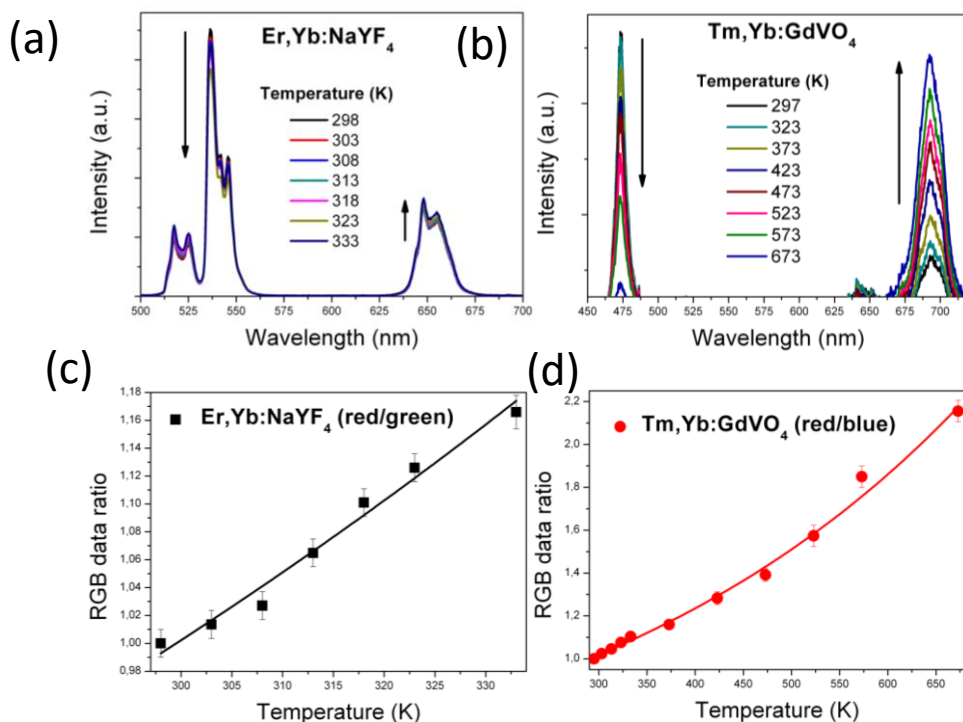 (a)
Er,Yb:NaYF4
Temperature (K)
298
303
308
313
318
323
333
Intensity (a.u.)
500 525 550 575 600 625 650 675 700
Wavelength (nm)
(b)
Tm,Yb:GdVO4
Temperature (K)
297
323
373
423
473
523
573
673
Intensity (a.u.)
450 475 500 525 550 575 600 625 650 675 700
Wavelength (nm)
(c)
Er,Yb:NaYF4 (red/green)
RGB data ratio
1,18
1,16
1,14
1,12
1,10
1,08
1,06
1,04
1,02
1,00
0,98
300 305 310 315 320 325 330
Temperature (K)
(d)
Tm,Yb:GdVO4 (red/blue)
RGB data ratio
2,2
2,0
1,8
1,6
1,4
1,2
1,0
300 350 400 450 500 550 600 650
Temperature (K)